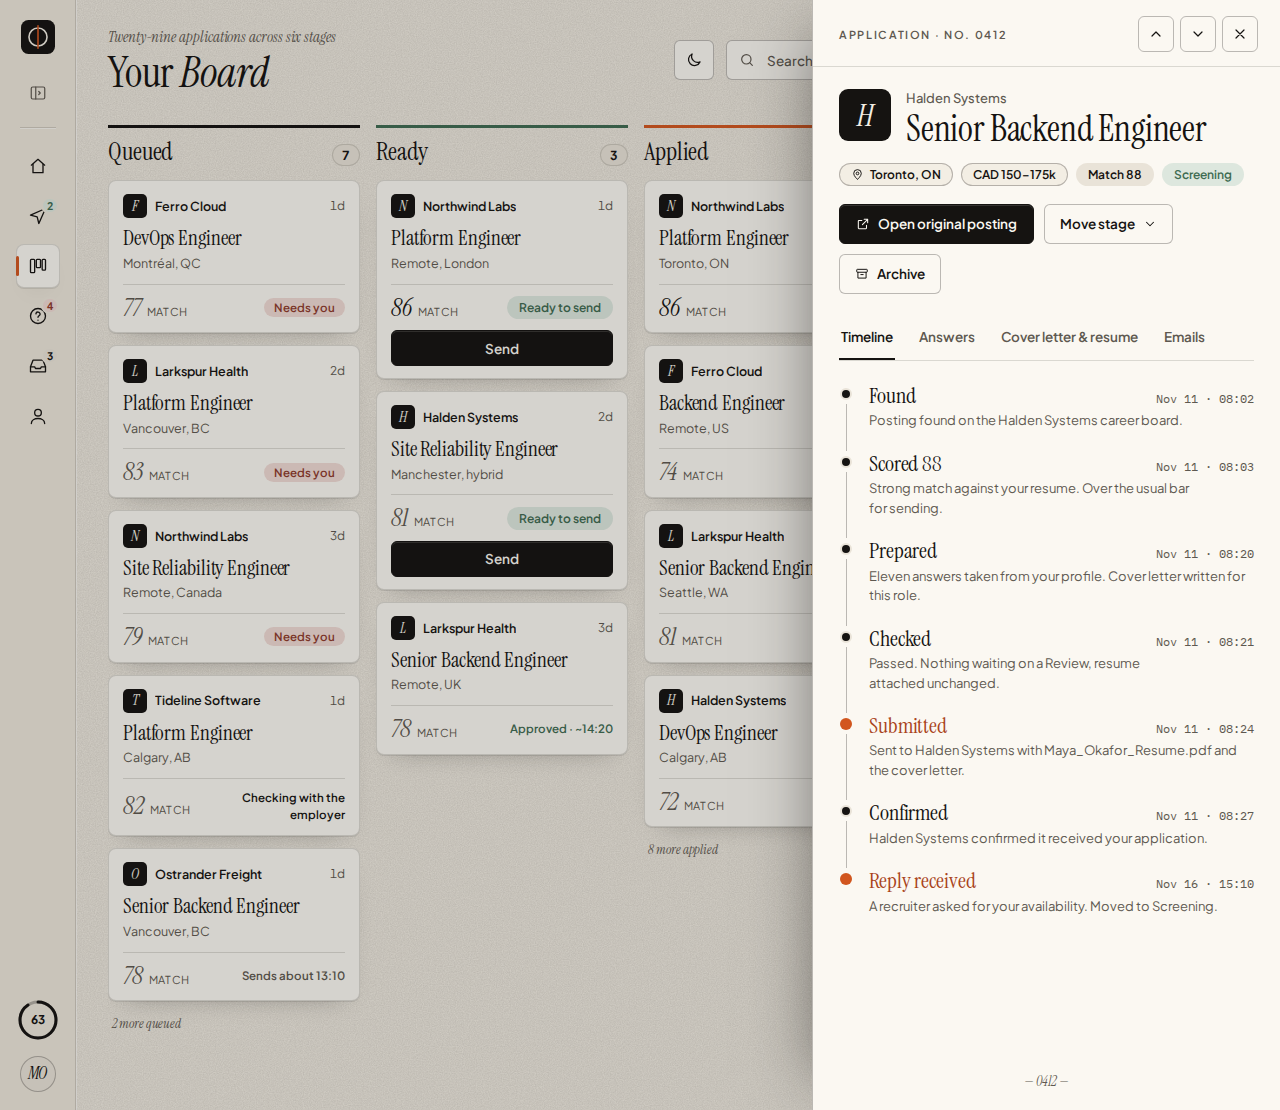 2
4
3
63
MO
Twenty-nine applications across six stages
Your Board
Search
Queued
7
F Ferro Cloud 1d
DevOps Engineer
Montréal, QC
77 MATCH Needs you
L Larkspur Health 2d
Platform Engineer
Vancouver, BC
83 MATCH Needs you
N Northwind Labs 3d
Site Reliability Engineer
Remote, Canada
79 MATCH Needs you
T Tideline Software 1d
Platform Engineer
Calgary, AB
82 MATCH Checking with the
employer
O Ostrander Freight 1d
Senior Backend Engineer
Vancouver, BC
78 MATCH Sends about 13:10
2 more queued
Ready
3
N Northwind Labs 1d
Platform Engineer
Remote, London
86 MATCH Ready to send
Send
H Halden Systems 2d
Site Reliability Engineer
Manchester, hybrid
81 MATCH Ready to send
Send
L Larkspur Health 3d
Senior Backend Engineer
Remote, UK
78 MATCH Approved · ~14:20
Applied
N Northwind Labs
Platform Engineer
Toronto, ON
86 MATCH
F Ferro Cloud
Backend Engineer
Remote, US
74 MATCH
L Larkspur Health
Senior Backend Engin
Seattle, WA
81 MATCH
H Halden Systems
DevOps Engineer
Calgary, AB
72 MATCH
8 more applied
APPLICATION · NO. 0412
H
Halden Systems
Senior Backend Engineer
Toronto, ON CAD 150–175k Match 88 Screening
Open original posting Move stage
Archive
Timeline Answers Cover letter & resume Emails
Found Nov 11 · 08:02
Posting found on the Halden Systems career board.
Scored 88 Nov 11 · 08:03
Strong match against your resume. Over the usual bar
for sending.
Prepared Nov 11 · 08:20
Eleven answers taken from your profile. Cover letter written for
this role.
Checked Nov 11 · 08:21
Passed. Nothing waiting on a Review, resume
attached unchanged.
Submitted Nov 11 · 08:24
Sent to Halden Systems with Maya_Okafor_Resume.pdf and
the cover letter.
Confirmed Nov 11 · 08:27
Halden Systems confirmed it received your application.
Reply received Nov 16 · 15:10
A recruiter asked for your availability. Moved to Screening.
— 0412 —